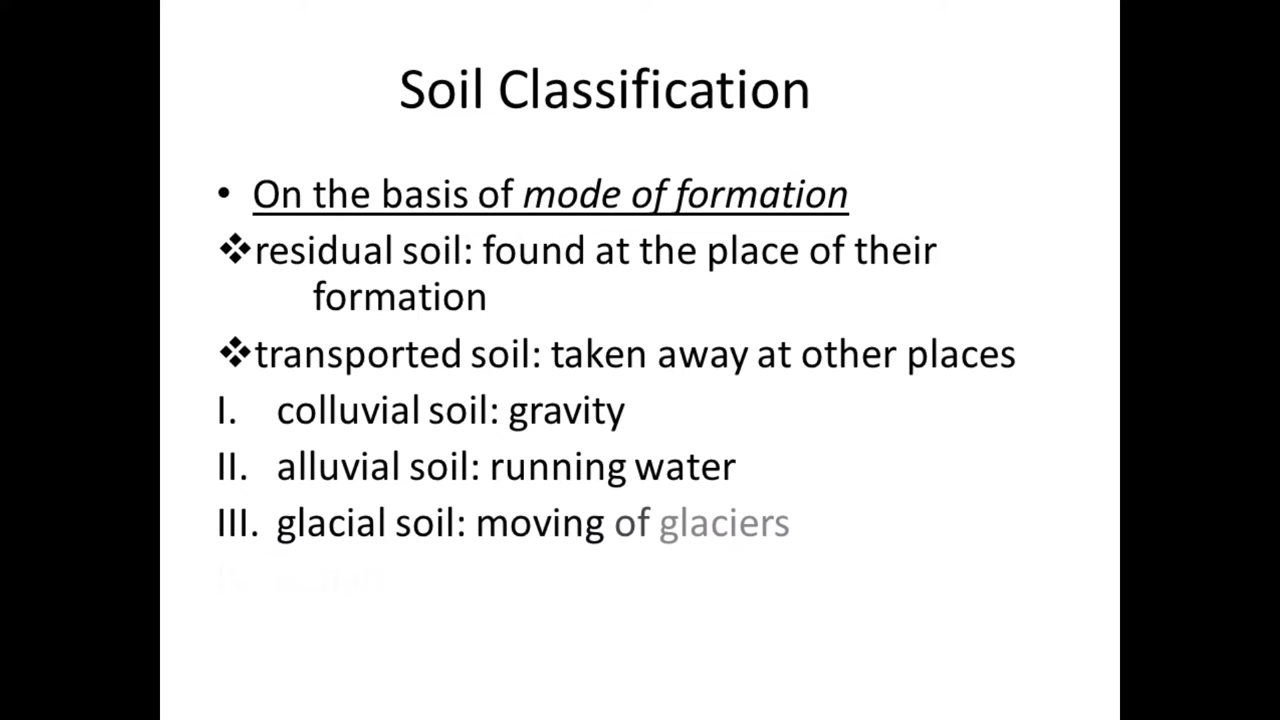 Soil Classification
• On the basis of mode of formation
❖residual soil: found at the place of their
formation
❖transported soil: taken away at other places
I. colluvial soil: gravity
II. alluvial soil: running water
III. glacial soil: moving of glaciers